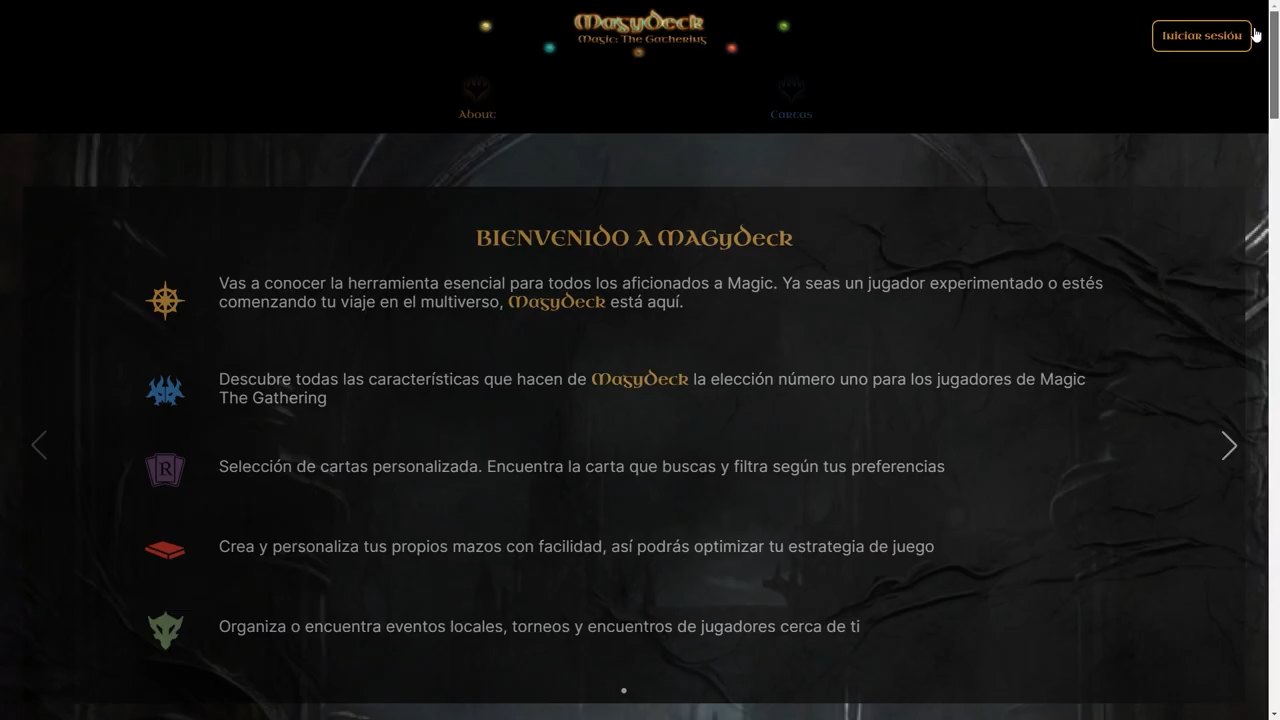 Magydeck
Magic: The Gathering
Iniciar sesión
About
Cartas
BIENVENIDO A MAGydeck
Vas a conocer la herramienta esencial para todos los aficionados a Magic. Ya seas un jugador experimentado o estés
comenzando tu viaje en el multiverso, Magydeck está aquí.
Descubre todas las características que hacen de Magydeck la elección número uno para los jugadores de Magic
The Gathering
R
Selección de cartas personalizada. Encuentra la carta que buscas y filtra según tus preferencias
Crea y personaliza tus propios mazos con facilidad, así podrás optimizar tu estrategia de juego
Organiza o encuentra eventos locales, torneos y encuentros de jugadores cerca de ti